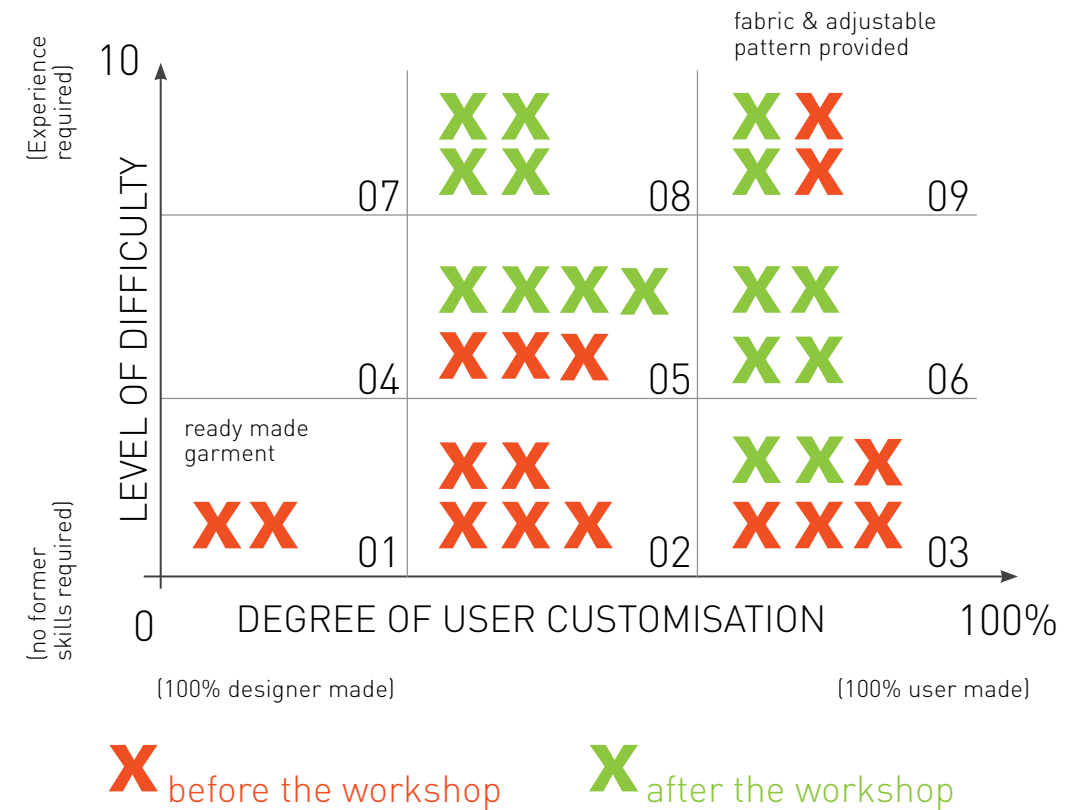 fabric & adjustable
pattern provided
10
(Experience
required)
X X
X X
X X
X X
07
08
09
LEVEL OF DIFFICULTY
X X X X
X X
X X X
X X
04
05
06
ready made
garment
X X
X X X
X X
X X X
X X X
01
02
03
(no former
skills required)
0
DEGREE OF USER CUSTOMISATION
100%
(100% designer made)
(100% user made)
X before the workshop
X after the workshop